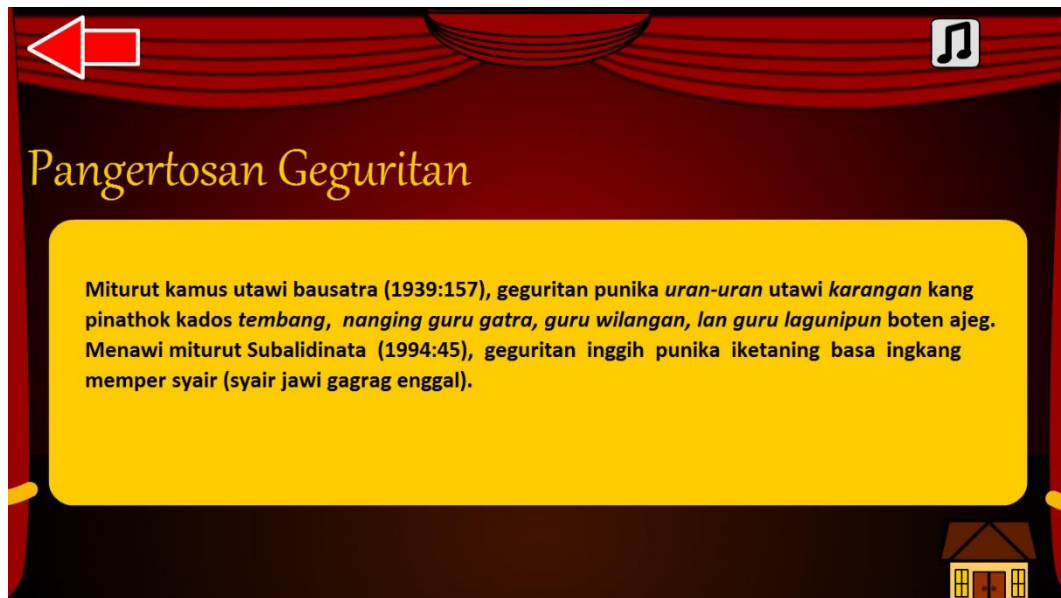 Pangertosan Geguritan
Miturut kamus utawi bausatra (1939:157), geguritan punika uran-uran utawi karangan kang
pinathok kados tembang, nanging guru gatra, guru wilangan, lan guru lagunipun boten ajeg.
Menawi miturut Subalidinata (1994:45), geguritan inggih punika iketaning basa ingkang
memper syair (syair jawi gagrag enggal).